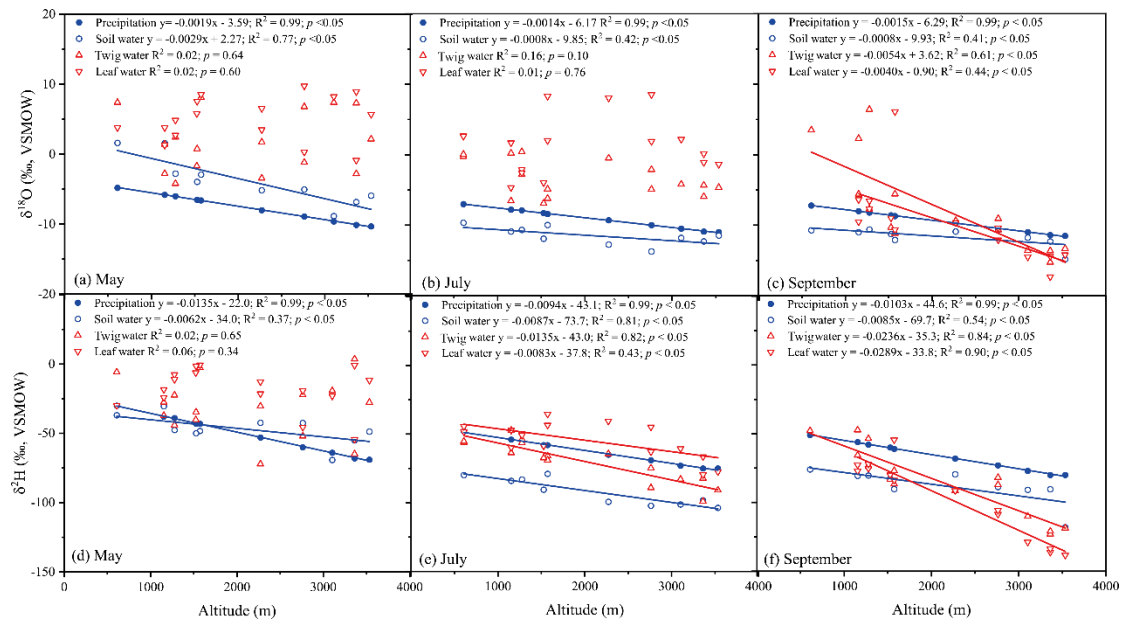 20
10
0
-10
-20
δ¹⁸O (‰, VSMOW)
Precipitation y= -0.0019x - 3.59; R² = 0.99; p <0.05
Soil water y = -0.0029x + 2.27; R² = 0.77; p <0.05
Twig water R² = 0.02; p = 0.64
Leaf water R² = 0.02; p = 0.60
(a) May
Precipitation y= -0.0014x - 6.17 R² = 0.99; p <0.05
Soil water y = -0.0008x - 9.85; R² = 0.42; p <0.05
Twig water R² = 0.16; p = 0.10
Leaf water R² = 0.01; p = 0.76
(b) July
Precipitation y= -0.0015x - 6.29; R² = 0.99; p < 0.05
Soil water y = -0.0008x - 9.93; R² = 0.41; p < 0.05
Twig water y= -0.0054x + 3.62; R² = 0.61; p < 0.05
Leaf water y = -0.0040x - 0.90; R² = 0.44; p < 0.05
(c) September
0
-50
-100
-150
δ²H (‰, VSMOW)
Precipitation y = -0.0135x - 22.0; R² = 0.99; p < 0.05
Soil water y = -0.0062x - 34.0; R² = 0.37; p < 0.05
Twig water R² = 0.02; p = 0.65
Leaf water R² = 0.06; p = 0.34
(d) May
Precipitation y = -0.0094x - 43.1; R² = 0.99; p < 0.05
Soil water y= -0.0087x - 73.7; R² = 0.81; p < 0.05
Twig water y = -0.0135x - 43.0; R² = 0.82; p < 0.05
Leaf water y = -0.0083x - 37.8; R² = 0.43; p < 0.05
(e) July
Precipitation y = -0.0103x - 44.6; R² = 0.99; p < 0.05
Soil water y = -0.0085x - 69.7; R² = 0.54; p < 0.05
Twig water y = -0.0236x - 35.3; R² = 0.84; p < 0.05
Leaf water y = -0.0289x - 33.8; R² = 0.90; p < 0.05
(f) September
0 1000 2000 3000 4000 1000 2000 3000 4000 1000 2000 3000 4000
Altitude (m) Altitude (m) Altitude (m)